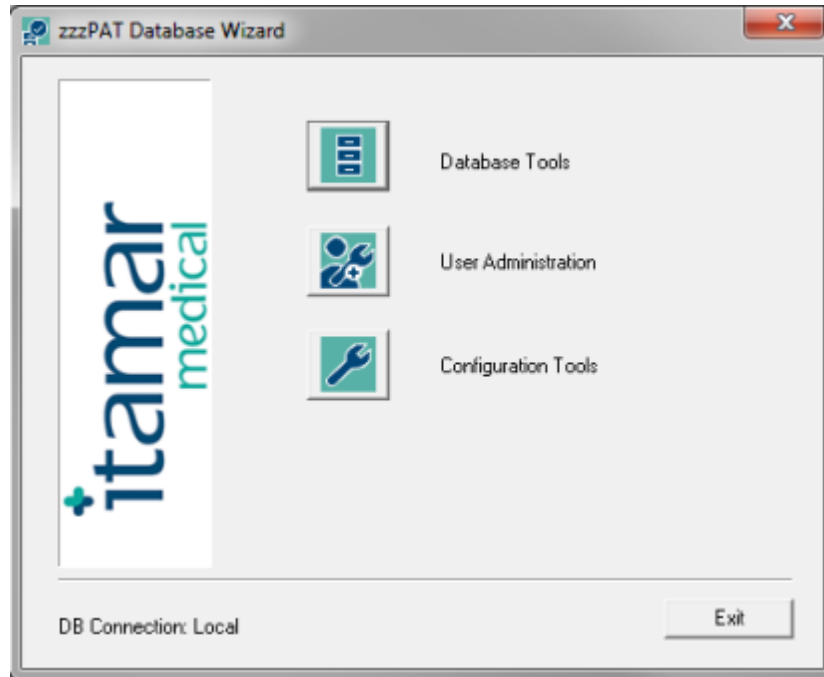 zzzPAT Database Wizard
itamar
medical
Database Tools
User Administration
Configuration Tools
DB Connection: Local
Exit